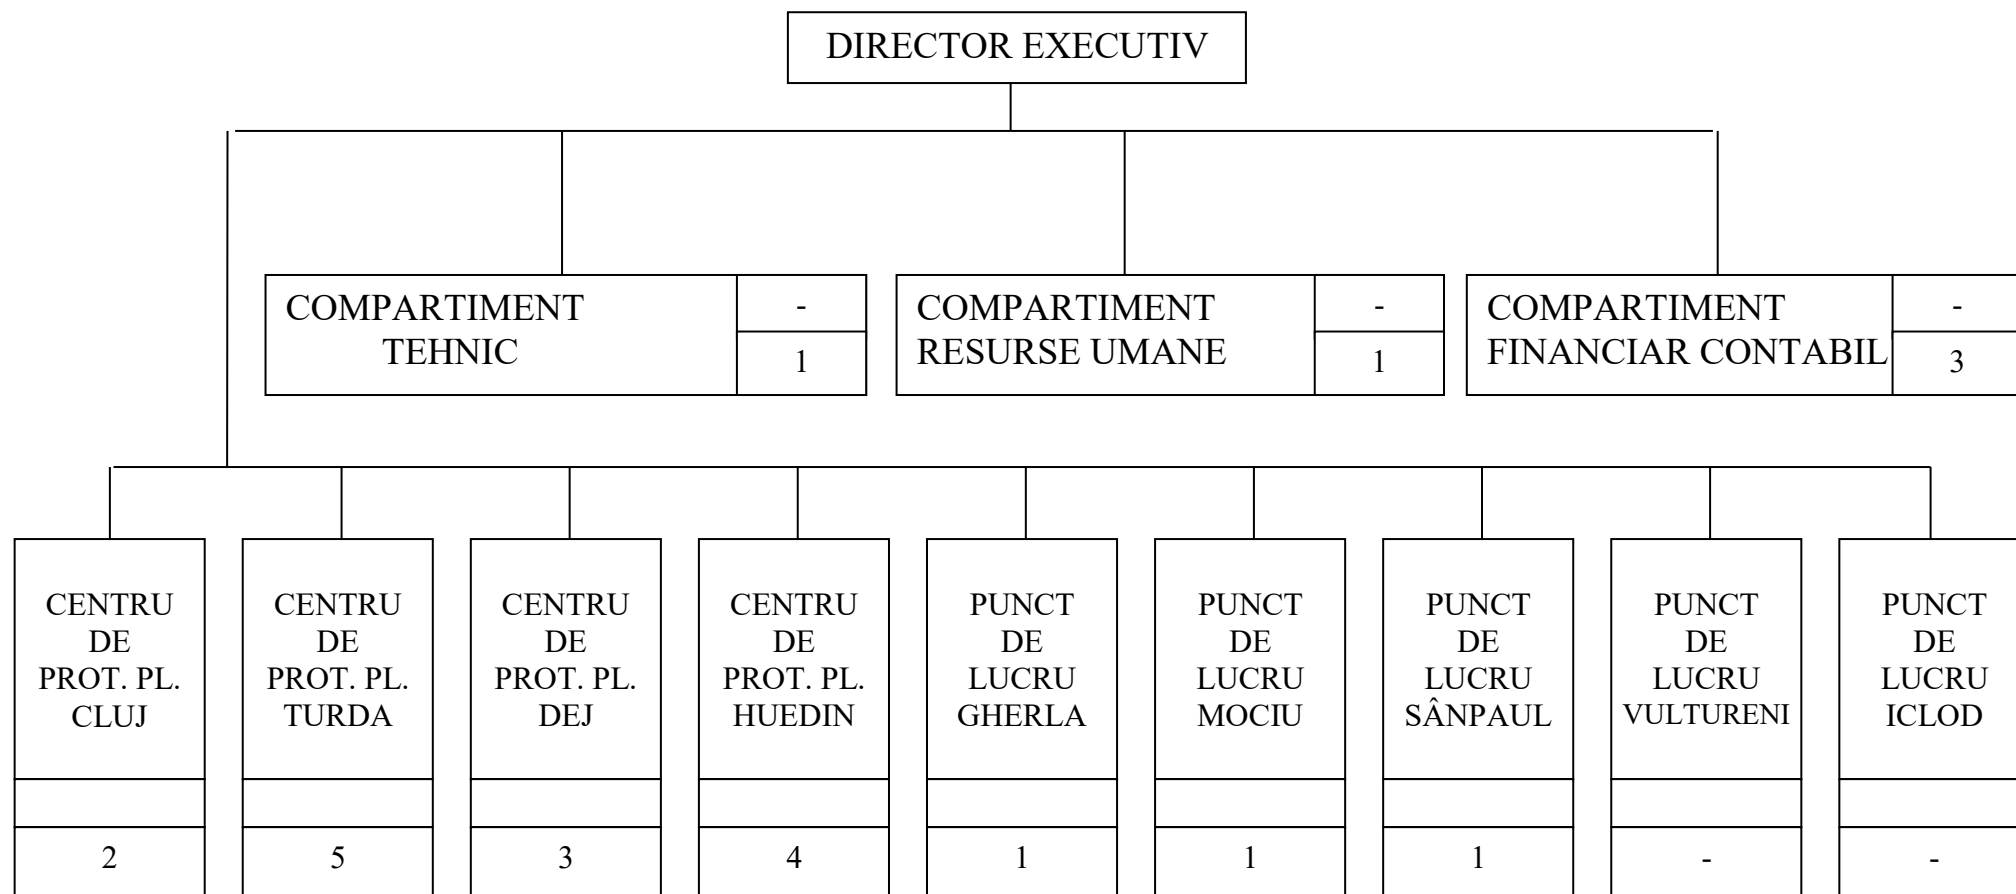 DIRECTOR EXECUTIV
COMPARTIMENT
TEHNIC
-
1
COMPARTIMENT
RESURSE UMANE
-
1
COMPARTIMENT
FINANCIAR CONTABIL
-
3
CENTRU
DE
PROT. PL.
CLUJ
2
CENTRU
DE
PROT. PL.
TURDA
5
CENTRU
DE
PROT. PL.
DEJ
3
CENTRU
DE
PROT. PL.
HUEDIN
4
PUNCT
DE
LUCRU
GHERLA
1
PUNCT
DE
LUCRU
MOCIU
1
PUNCT
DE
LUCRU
SÂNPAUL
1
PUNCT
DE
LUCRU
VULTURENI
-
PUNCT
DE
LUCRU
ICLOD
-